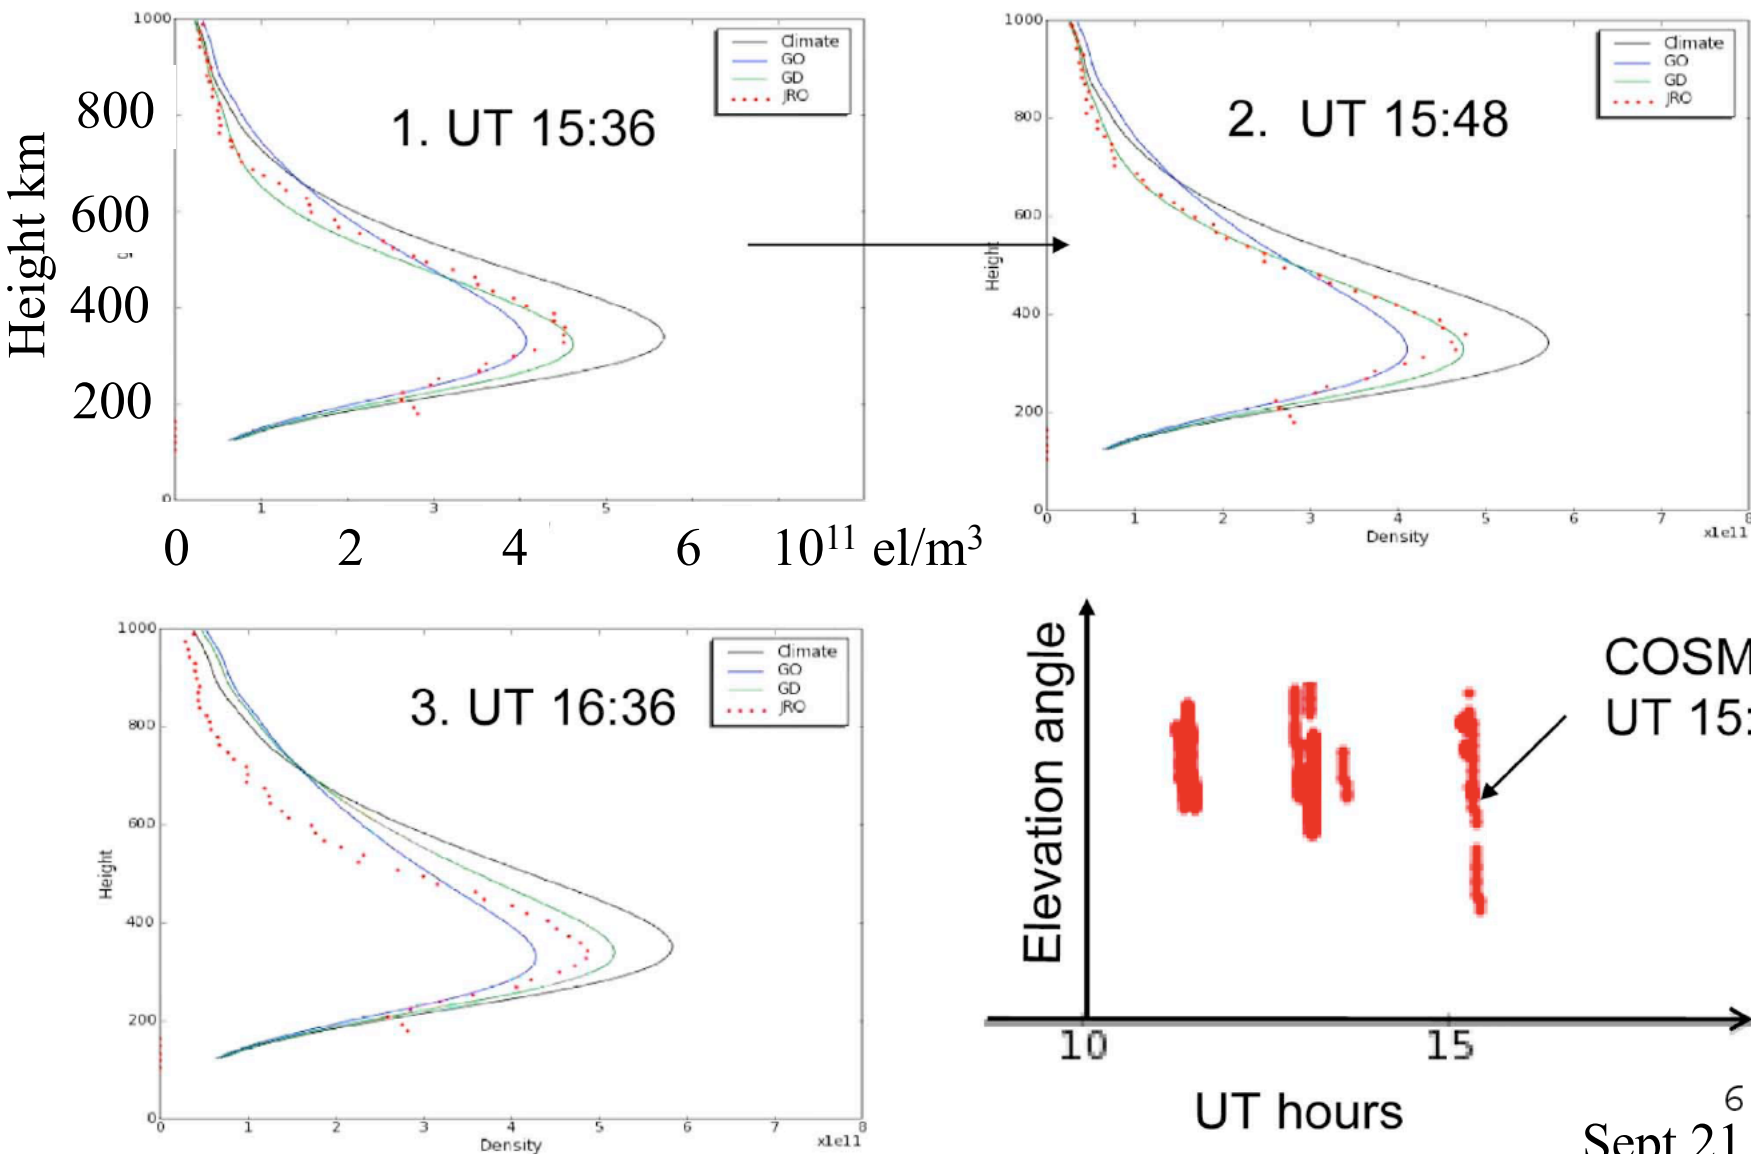 1000
800
600
400
200
0
Height km
Climate
GO
GD
JRO
1. UT 15:36
1
3
5
0 2 4 6 10¹¹ el/m³
1000
800
600
400
200
0
Height
Climate
GO
GD
JRO
2. UT 15:48
0 1 2 3 4 5 6 7 8
Density
x1e11
1000
800
600
400
200
0
Height
Climate
GO
GD
JRO
3. UT 16:36
0 1 2 3 4 5 6 7 8
Density
x1e11
Elevation angle
COSM
UT 15:
10 15
UT hours
6
Sept 21